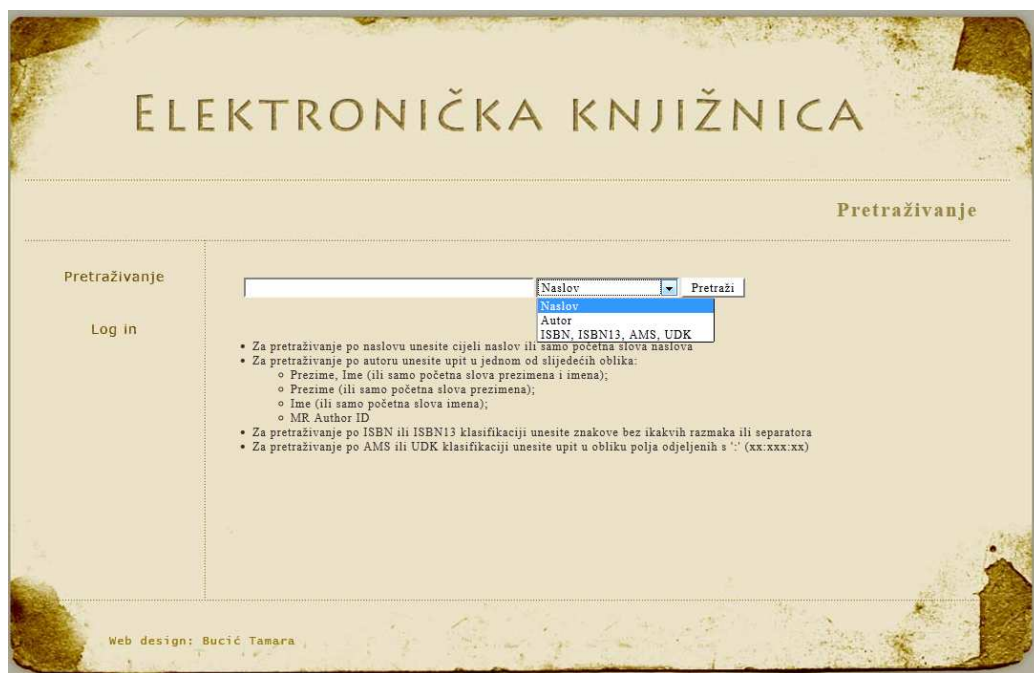 ELEKTRONIČKA KNJIŽNICA
Pretraživanje
Pretraživanje
Log in
Naslov Pretraži
Naslov
Autor
ISBN, ISBN13, AMS, UDK
• Za pretraživanje po naslovu unesite cijeli naslov ili samo početna slova naslova
• Za pretraživanje po autoru unesite upit u jednom od slijedećih oblika:
◦ Prezime, Ime (ili samo početna slova prezimena i imena);
◦ Prezime (ili samo početna slova prezimena);
◦ Ime (ili samo početna slova imena);
◦ MR Author ID
• Za pretraživanje po ISBN ili ISBN13 klasifikaciji unesite znakove bez ikakvih razmaka ili separatora
• Za pretraživanje po AMS ili UDK klasifikaciji unesite upit u obliku polja odjeljenih s ':' (xx:xxx:xx)
Web design: Bucić Tamara